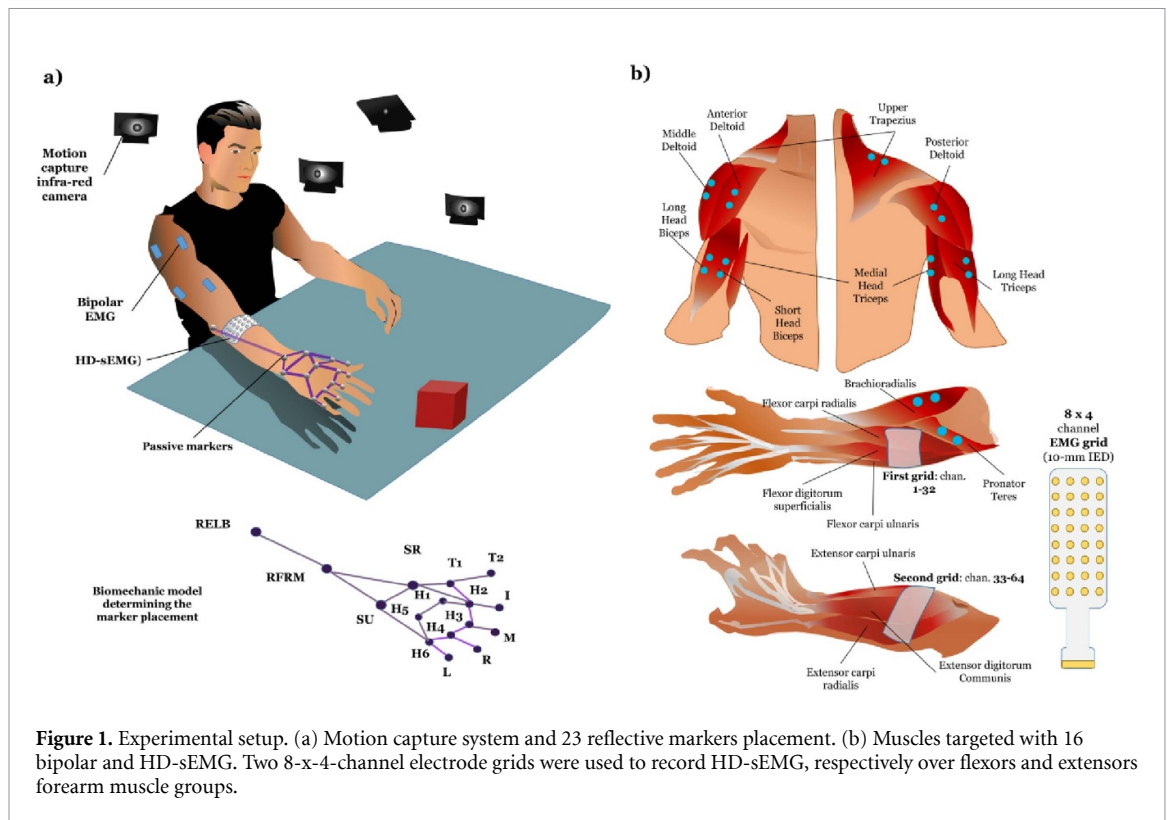 a)
Motion
capture
infra-red
camera
Bipolar
EMG
HD-sEMG)
Passive markers
RELB
RFRM
SR
T1
T2
H1
H2
I
H5
H3
SU
H4
M
H6
R
L
Biomechanic model
determining the
marker placement
b)
Upper
Trapezius
Anterior
Deltoid
Middle
Deltoid
Posterior
Deltoid
Long
Head
Biceps
Medial
Head
Triceps
Long Head
Triceps
Short
Head
Biceps
Brachioradialis
Flexor carpi radialis
First grid: chan.
1-32
Pronator
Teres
Flexor digitorum
superficialis
Flexor carpi ulnaris
8 x 4
channel
EMG grid
(10-mm IED)
Extensor carpi ulnaris
Second grid: chan. 33-64
Extensor carpi
radialis
Extensor digitorum
Communis
Figure 1. Experimental setup. (a) Motion capture system and 23 reflective markers placement. (b) Muscles targeted with 16
bipolar and HD-sEMG. Two 8-x-4-channel electrode grids were used to record HD-sEMG, respectively over flexors and extensors
forearm muscle groups.